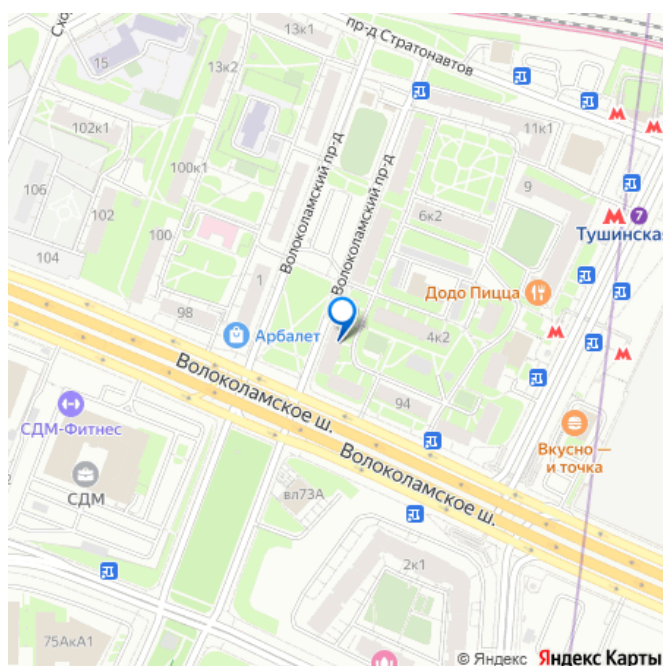 Сход
пр-д Стратонавтов
15
13к2
13к1
102к1
11к1
100к1
Волоколамский пр-д
106
102
9
6к2
7
100
Волоколамский пр-д
Тушинская
104
1
Додо Пицца
98
Арбалет
4к2
Волоколамское ш.
94
СДМ-Фитнес
Вкусно —
и точка
Волоколамское ш.
СДМ
вл73А
2к1
75АкА1
© Яндекс Яндекс Карты